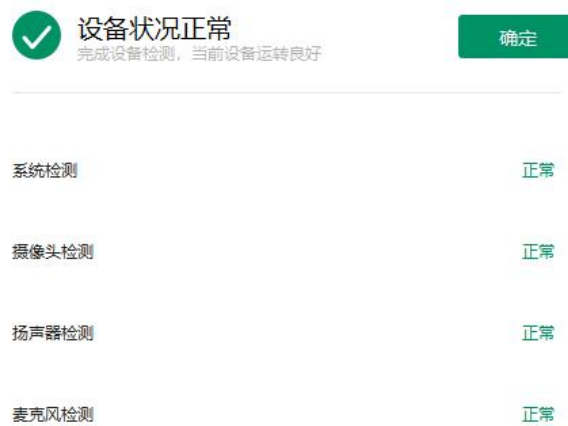 设备状况正常
完成设备检测，当前设备运转良好
确定
系统检测 正常
摄像头检测 正常
扬声器检测 正常
麦克风检测 正常